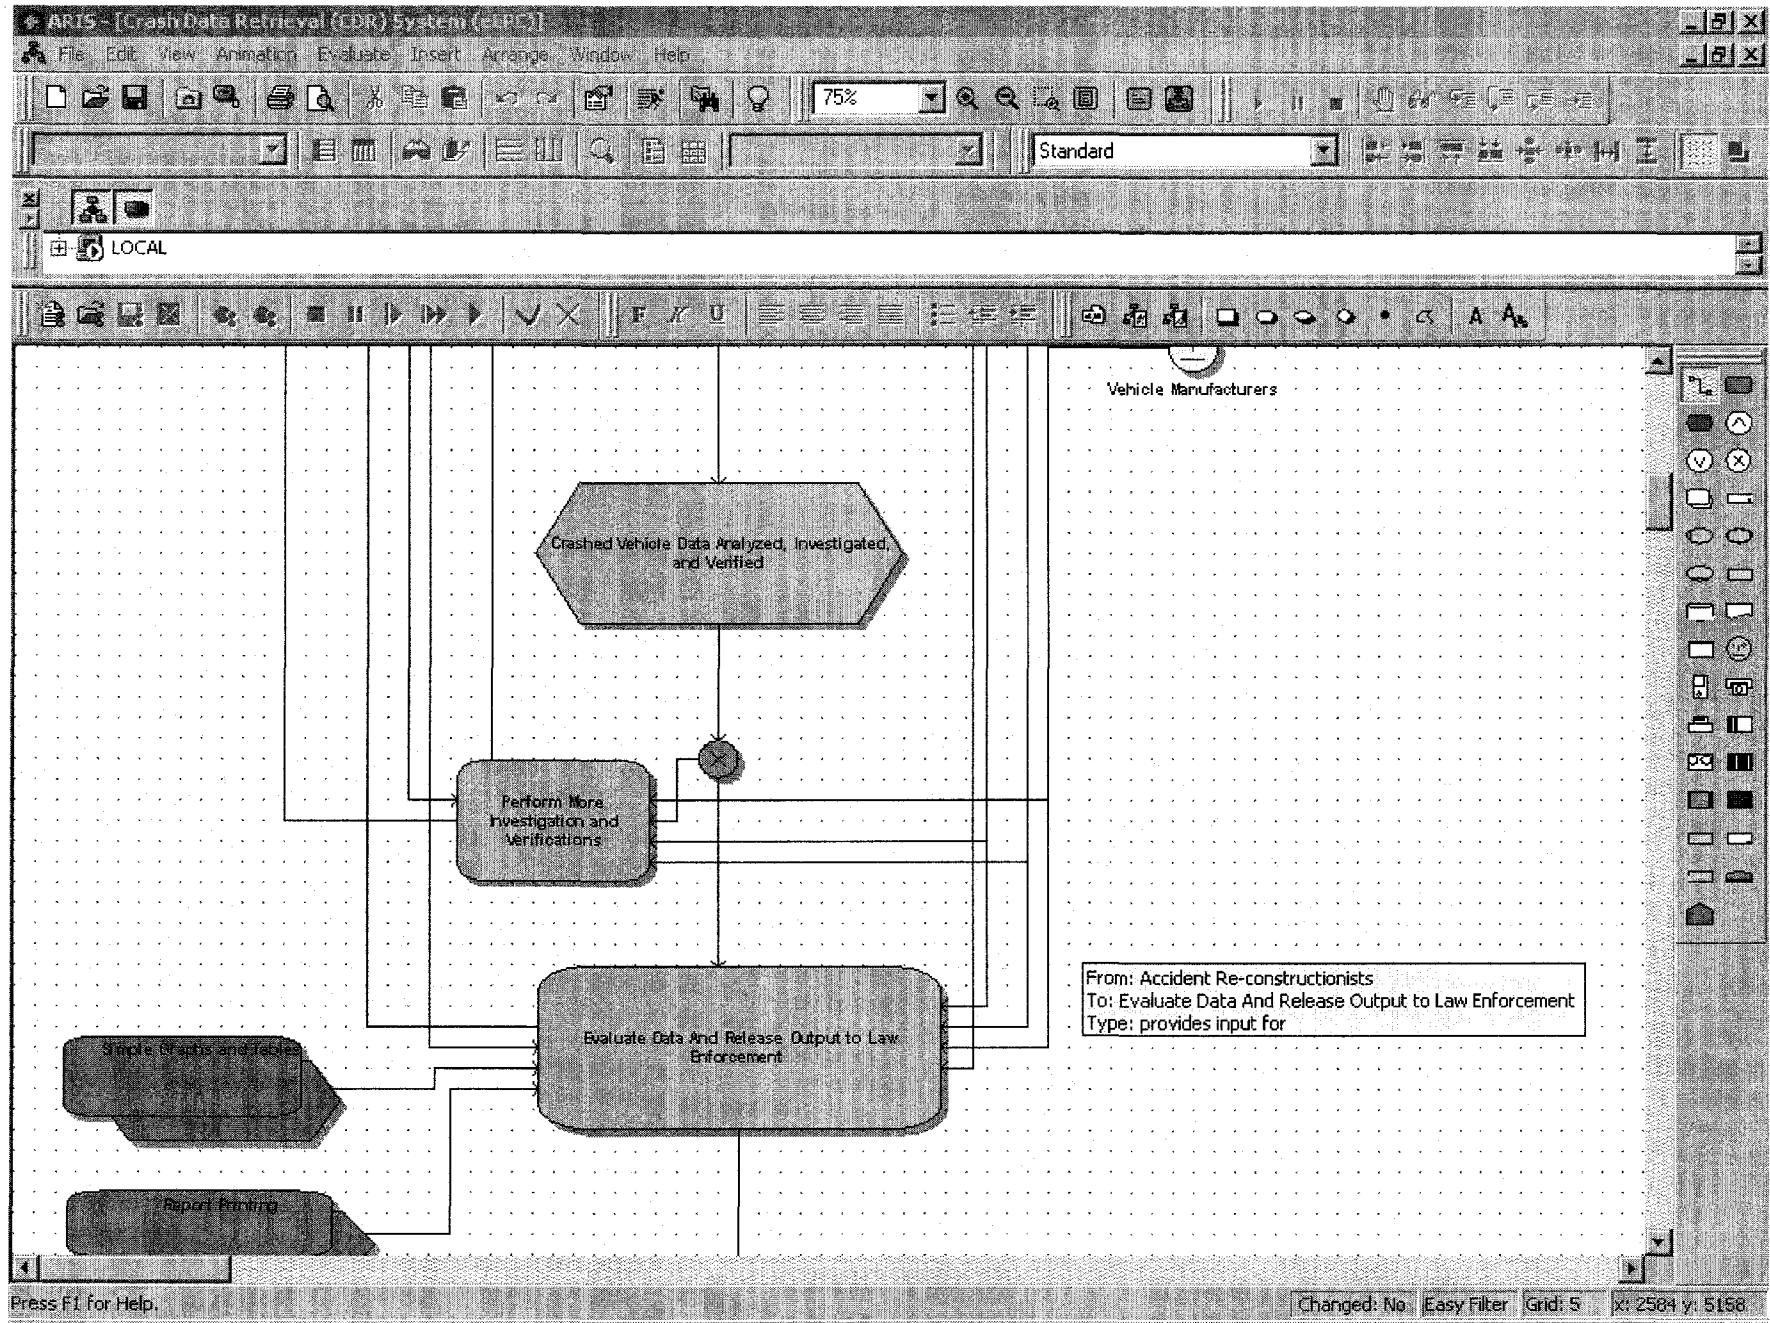 ARIS - [Crash Data Retrieval (CDR) System (eEPC)]
File Edit View Animation Evaluate Insert Arrange Window Help
75%
Standard
LOCAL
F K U
A
Vehicle Manufacturers
Crashed Vehicle Data Analyzed, Investigated,
and Verified
Perform More
Investigation and
Verifications
From: Accident Re-constructionists
To: Evaluate Data And Release Output to Law Enforcement
Type: provides input for
Evaluate Data And Release Output to Law
Enforcement
Simple Graphs and Tables
Report Printing
Press F1 for Help.
Changed: No Easy Filter Grid: 5 x: 2584 y: 5158